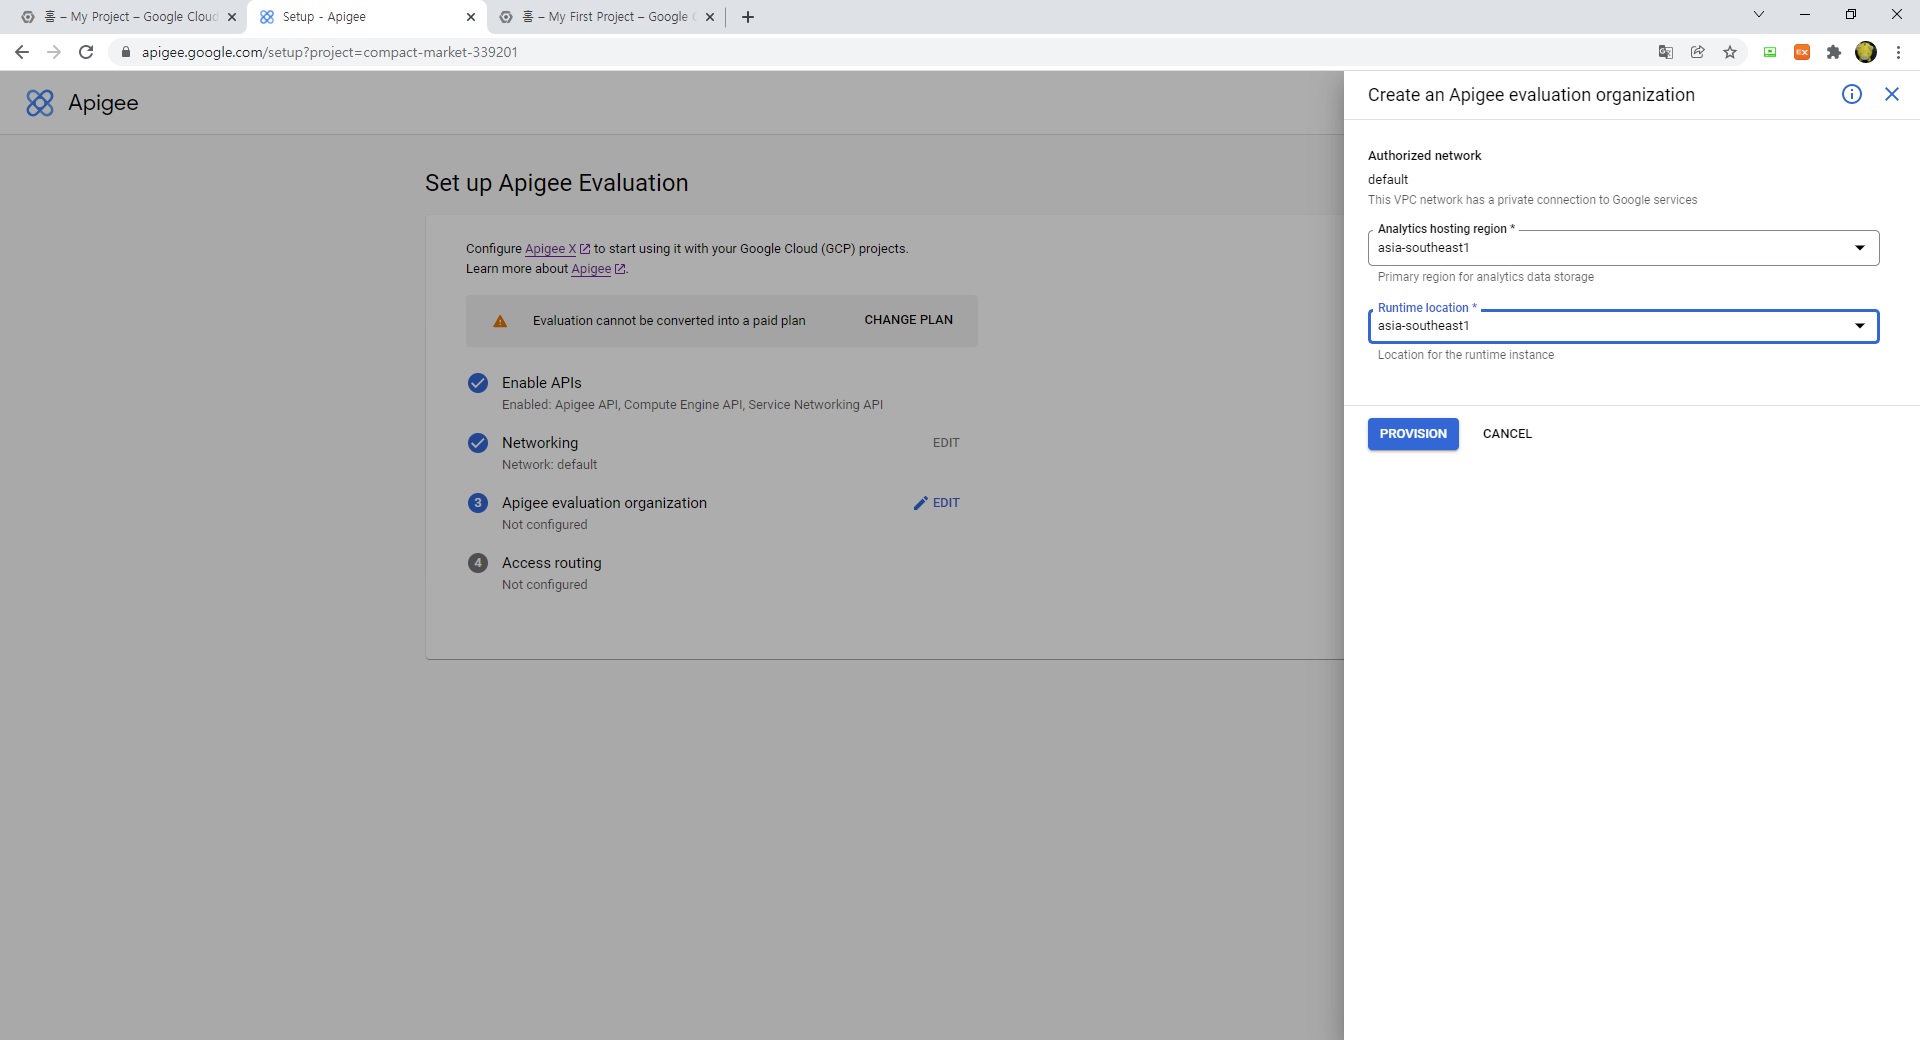 홈 – My Project – Google Cloud
Setup - Apigee
홈 – My First Project – Google C
apigee.google.com/setup?project=compact-market-339201
EX
Apigee
Set up Apigee Evaluation
Configure Apigee X to start using it with your Google Cloud (GCP) projects.
Learn more about Apigee.
Evaluation cannot be converted into a paid plan
CHANGE PLAN
Enable APIs
Enabled: Apigee API, Compute Engine API, Service Networking API
Networking
EDIT
Network: default
3
Apigee evaluation organization
EDIT
Not configured
4
Access routing
Not configured
Create an Apigee evaluation organization
Authorized network
default
This VPC network has a private connection to Google services
Analytics hosting region *
asia-southeast1
Primary region for analytics data storage
Runtime location *
asia-southeast1
Location for the runtime instance
PROVISION
CANCEL